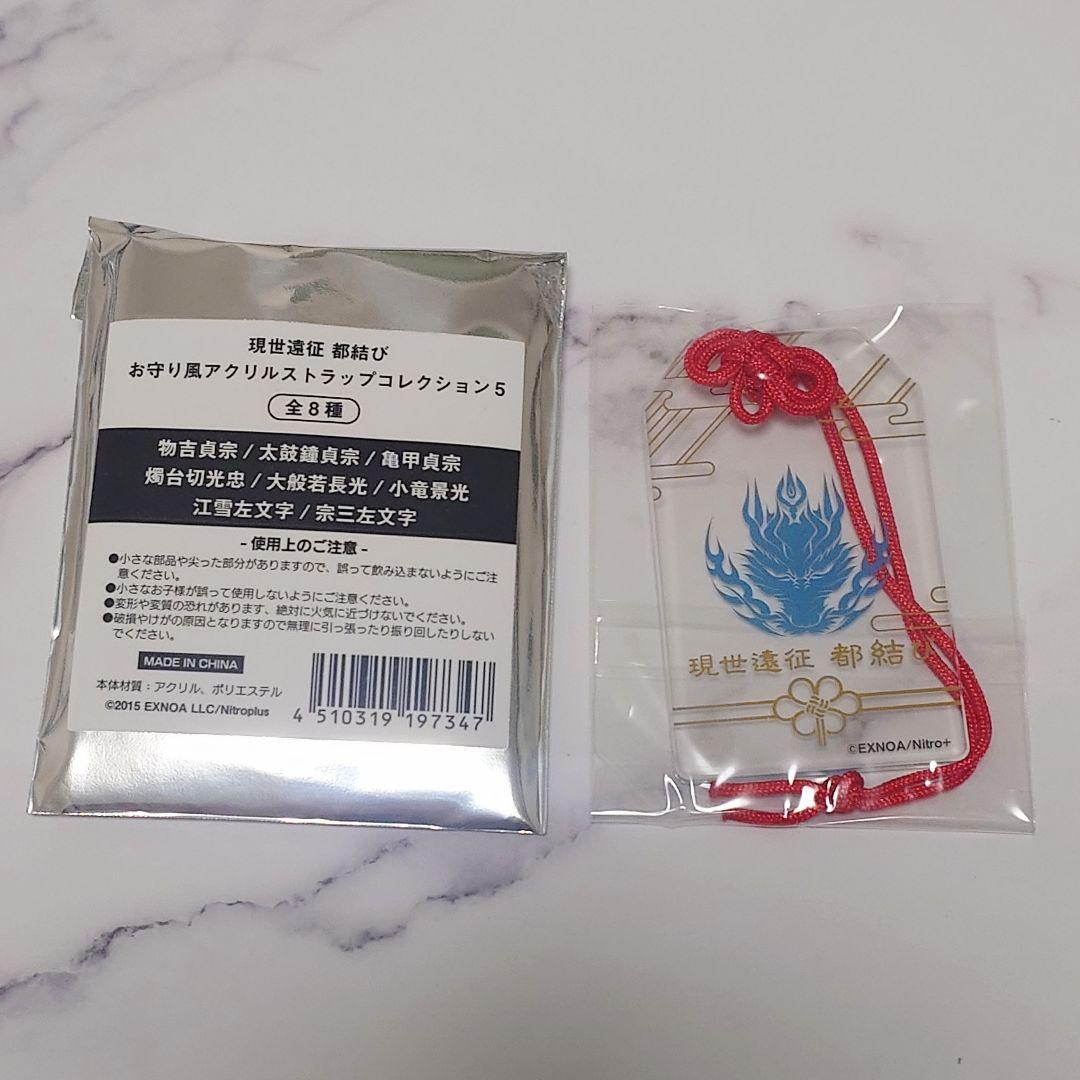 現世遠征 都結び
お守り風アクリルストラップコレクション5
全8種
物吉貞宗/太鼓鐘貞宗/亀甲貞宗
燭台切光忠/大般若長光/小竜景光
江雪左文字/宗三左文字
-使用上のご注意-
●小さな部品や尖った部分がありますので、誤って飲み込まないようにご注
意ください。
●小さなお子様が誤って使用しないようにご注意ください。
●変形や変質の恐れがあります、絶対に火気に近づけないでください。
●破損やけがの原因となりますので無理に引っ張ったり振り回したりしない
でください。
MADE IN CHINA
本体材質：アクリル、ポリエステル
©2015 EXNOA LLC/Nitroplus
4 510319 197347
現世遠征 都結び
©EXNOA/Nitro+